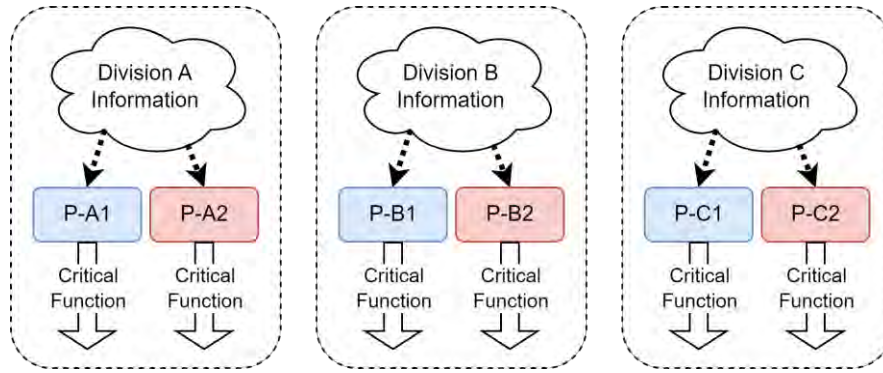 Division A
Information
P-A1
P-A2
Critical
Function
Critical
Function
Division B
Information
P-B1
P-B2
Critical
Function
Critical
Function
Division C
Information
P-C1
P-C2
Critical
Function
Critical
Function